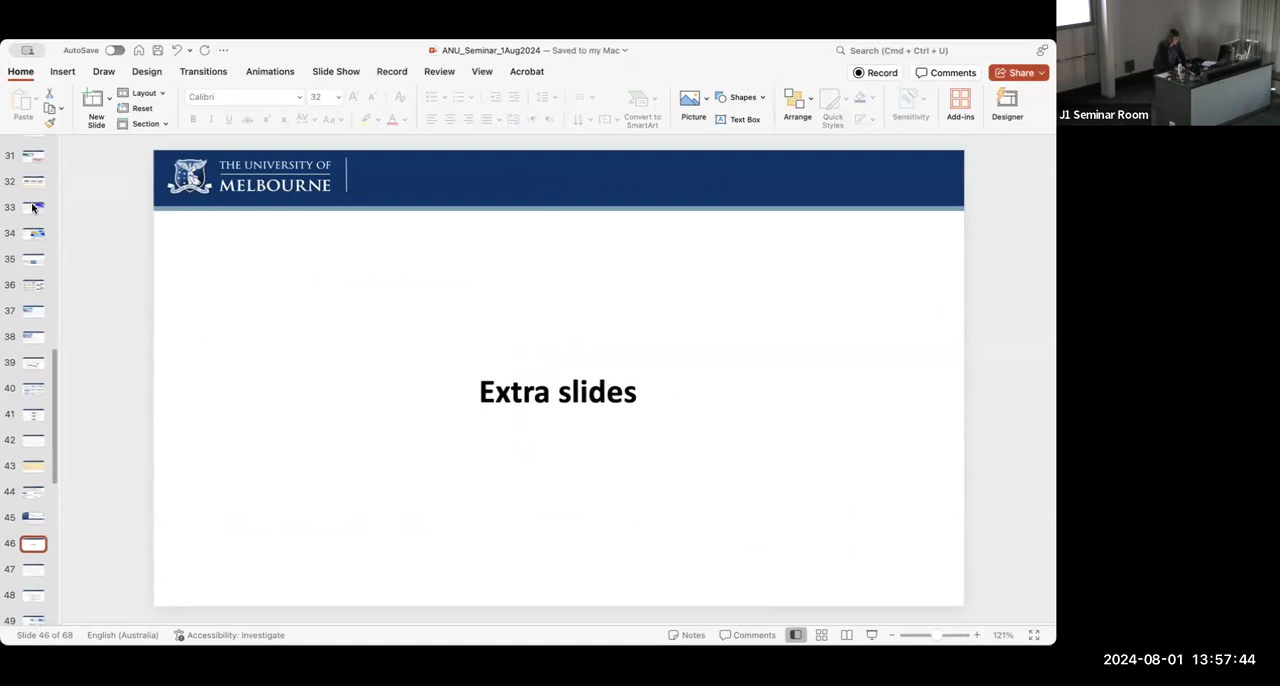 AutoSave
ANU_Seminar_1Aug2024 — Saved to my Mac
Search (Cmd + Ctrl + U)
Home Insert Draw Design Transitions Animations Slide Show Record Review View Acrobat
Record Comments Share
Paste
New Slide
Layout
Reset
Section
Calibri 32
Convert to SmartArt
Picture
Shapes
Text Box
Arrange
Quick Styles
Sensitivity
Add-ins
Designer
J1 Seminar Room
31
32
33
34
35
36
37
38
39
40
41
42
43
44
45
46
47
48
49
THE UNIVERSITY OF
MELBOURNE
Extra slides
Slide 46 of 68 English (Australia) Accessibility: Investigate Notes Comments 121%
2024-08-01 13:57:44